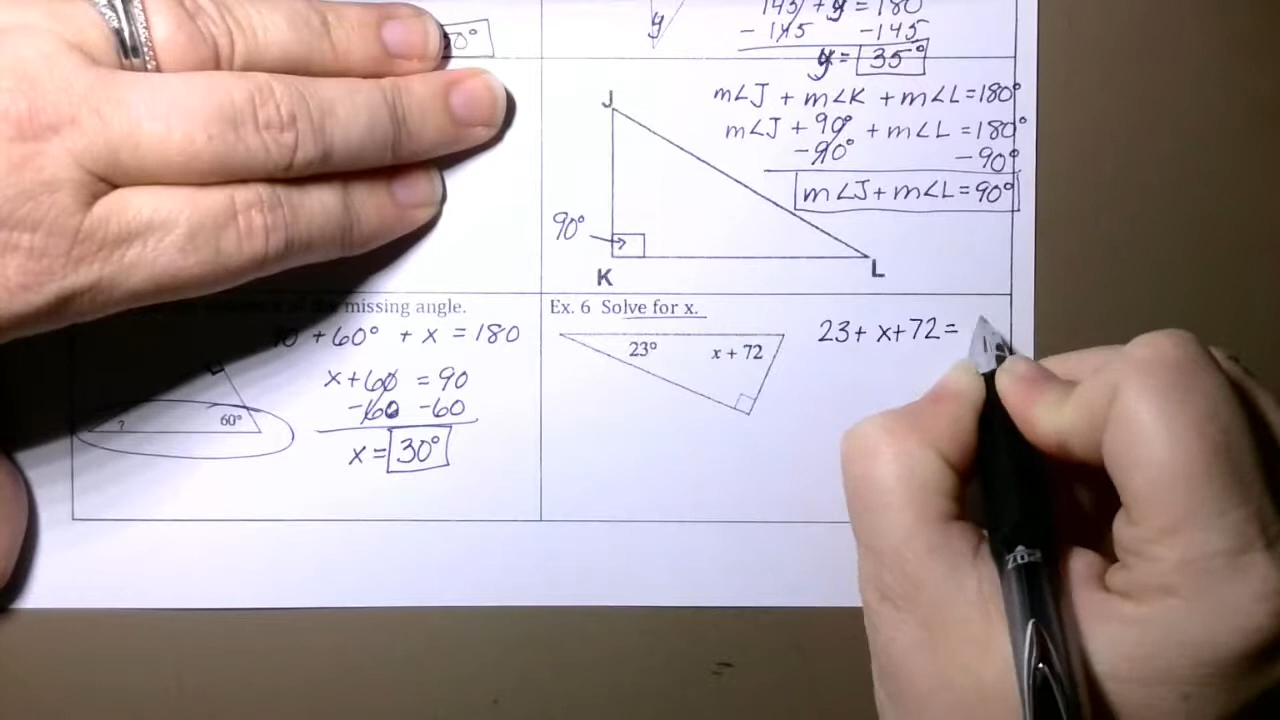 145 + y = 180
- 145 -145
y = 35°
y
J
K
L
90°
m∠J + m∠K + m∠L = 180°
m∠J + 90° + m∠L = 180°
- 90° - 90°
m∠J + m∠L = 90°
missing angle.
+ 60° + x = 180
x + 60 = 90
- 60 - 60
x = 30°
?
60°
Ex. 6 Solve for x.
23°
x + 72
23 + x + 72 =